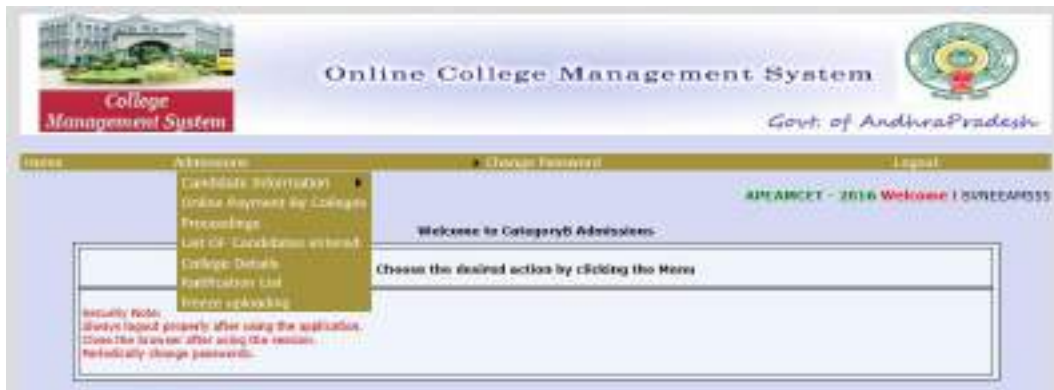 Online College Management System
College
Management System
Govt. of AndhraPradesh
Home Admissions Change Password Logout
Candidate Information
Online Payment By Colleges
Proceedings
List OF Candidates entered
College Details
Ratification List
Freeze uploading
APEAMCET - 2016 Welcome !
Welcome to CategoryB Admissions
Choose the desired action by clicking the Menu
Security Note:
Always logout properly after using the application.
Close the browser after using the session.
Periodically change passwords.